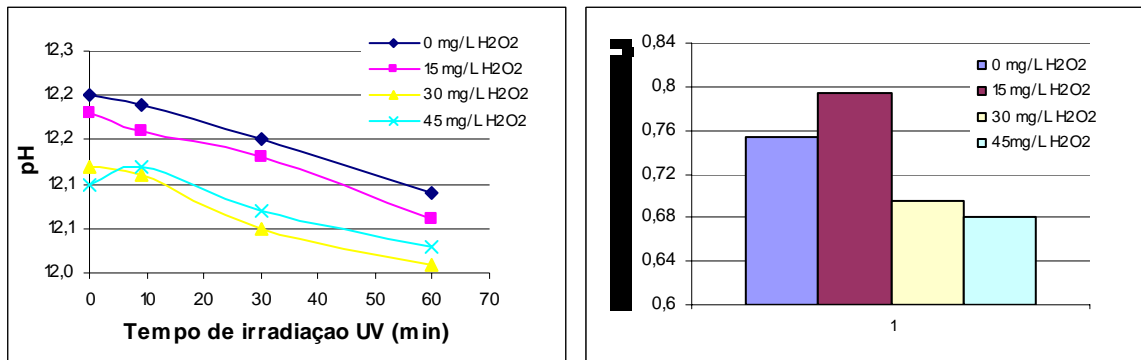 12,3
12,2
12,2
12,1
12,1
12,0
pH
0 10 20 30 40 50 60 70
Tempo de irradiaçao UV (min)
0 mg/L H2O2
15 mg/L H2O2
30 mg/L H2O2
45 mg/L H2O2
0,84
0,8
0,76
0,72
0,68
0,64
0,6
1
0 mg/L H2O2
15 mg/L H2O2
30 mg/L H2O2
45mg/L H2O2